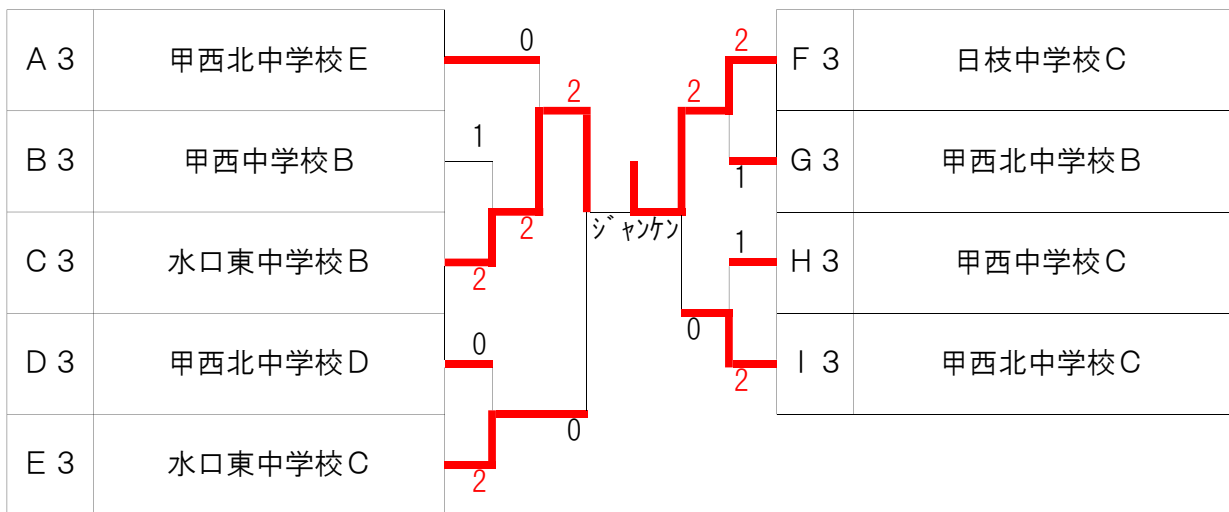 A3 甲西北中学校E 0 2 F3 日枝中学校C
2 2
B3 甲西中学校B 1 1 G3 甲西北中学校B
2 ジャンケン
C3 水口東中学校B 2 1 H3 甲西中学校C
D3 甲西北中学校D 0 0 2 I3 甲西北中学校C
0
E3 水口東中学校C 2